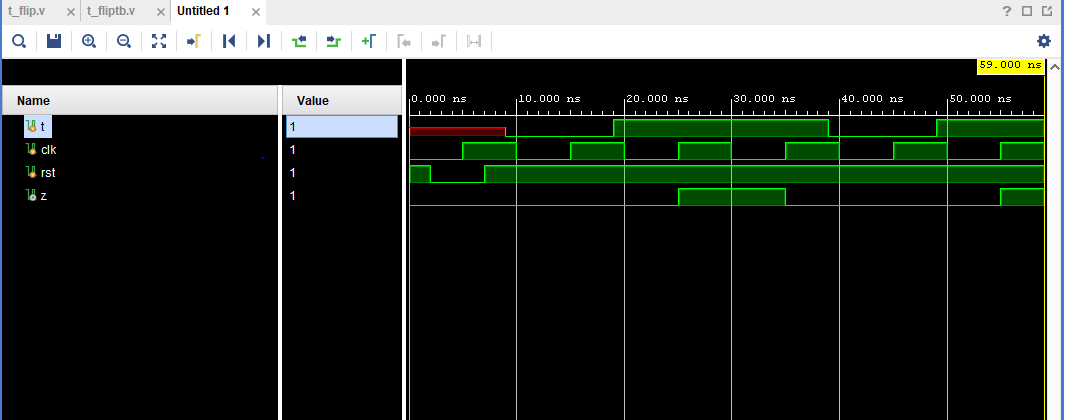 t_flip.v × t_fliptb.v × Untitled 1 × ?
59.000 ns
Name Value 0.000 ns 10.000 ns 20.000 ns 30.000 ns 40.000 ns 50.000 ns
t 1
clk 1
rst 1
z 1